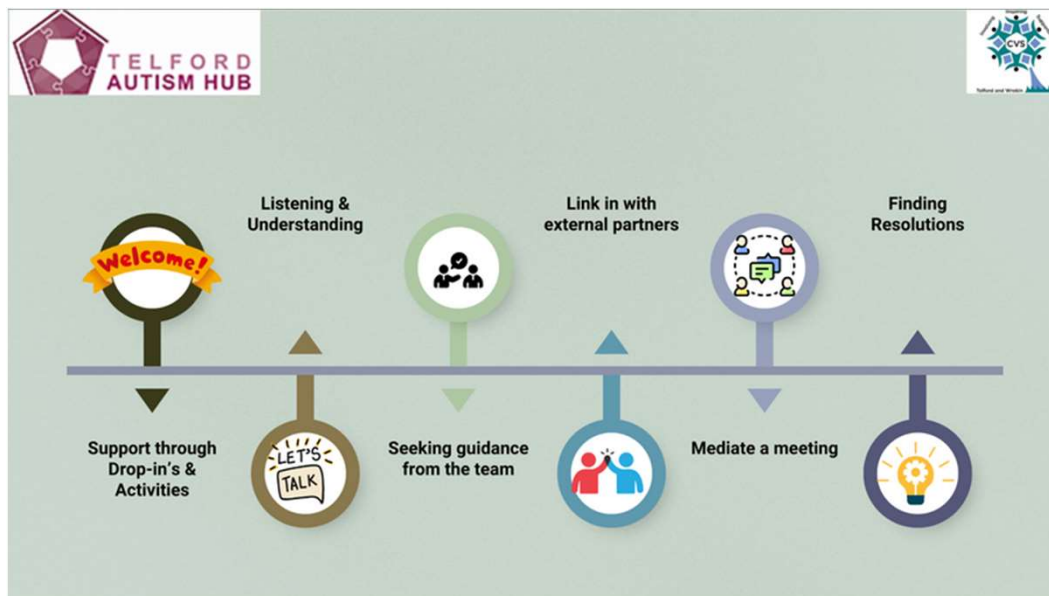 TELFORD
AUTISM HUB
CVS
Telford and Wrekin
Listening &
Understanding
Link in with
external partners
Finding
Resolutions
Welcome!
Support through
Drop-in's &
Activities
LET'S
TALK
Seeking guidance
from the team
Mediate a meeting